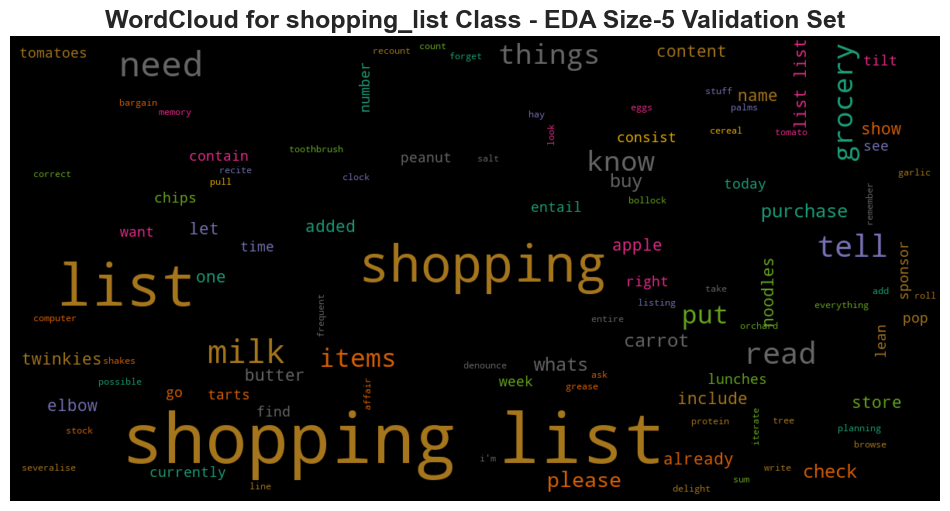 WordCloud for shopping_list Class - EDA Size-5 Validation Set
tomatoes
need
recount
count
forget
things
content
list list
grocery
tilt
number
bargain
memory
stuff
name
palms
eggs
hay
look
consist
cereal
tomato
show
see
contain
toothbrush
peanut
salt
know
buy
correct
recite
pull
clock
today
garlic
remember
chips
bollock
entail
purchase
want
let
added
time
apple
tell
list
one
shopping
right
noodles
sponsor
take
add
roll
listing
everything
computer
frequent
entire
put
orchard
pop
lean
twinkies
shakes
milk
items
carrot
read
butter
denounce
whats
possible
week
ask
grease
lunches
go
tarts
affair
include
store
elbow
find
protein
iterate
tree
planning
stock
shopping list
browse
severalise
currently
i'm
already
check
write
line
please
delight
sum